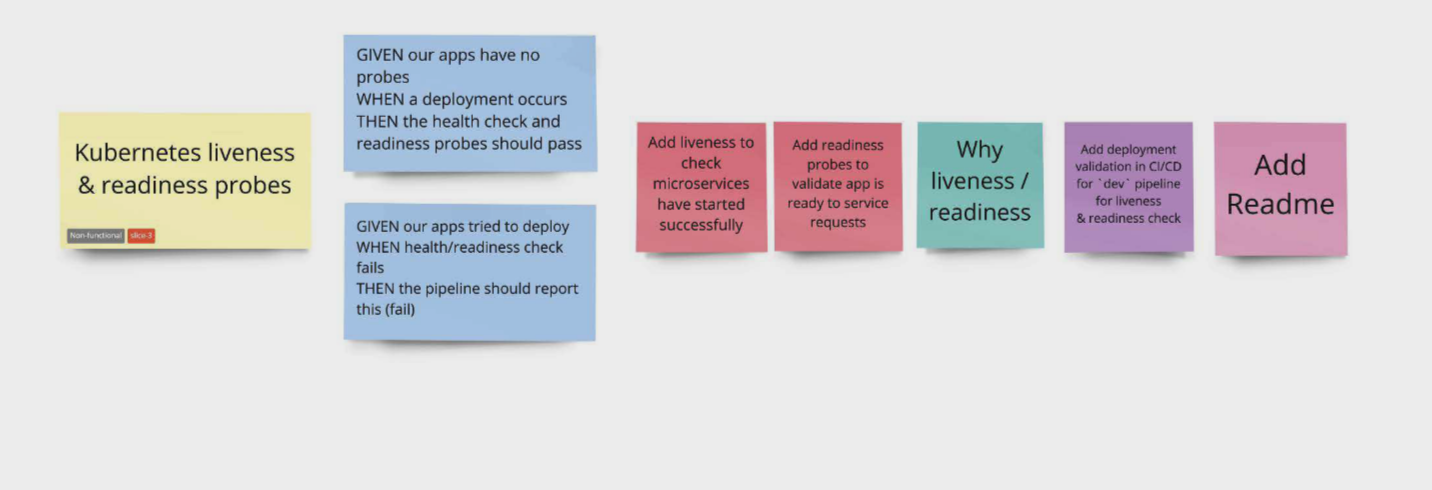 Kubernetes liveness
& readiness probes
Non-functional
slice-3
GIVEN our apps have no
probes
WHEN a deployment occurs
THEN the health check and
readiness probes should pass
GIVEN our apps tried to deploy
WHEN health/readiness check
fails
THEN the pipeline should report
this (fail)
Add liveness to
check
microservices
have started
successfully
Add readiness
probes to
validate app is
ready to service
requests
Why
liveness /
readiness
Add deployment
validation in CI/CD
for `dev` pipeline
for liveness
& readiness check
Add
Readme